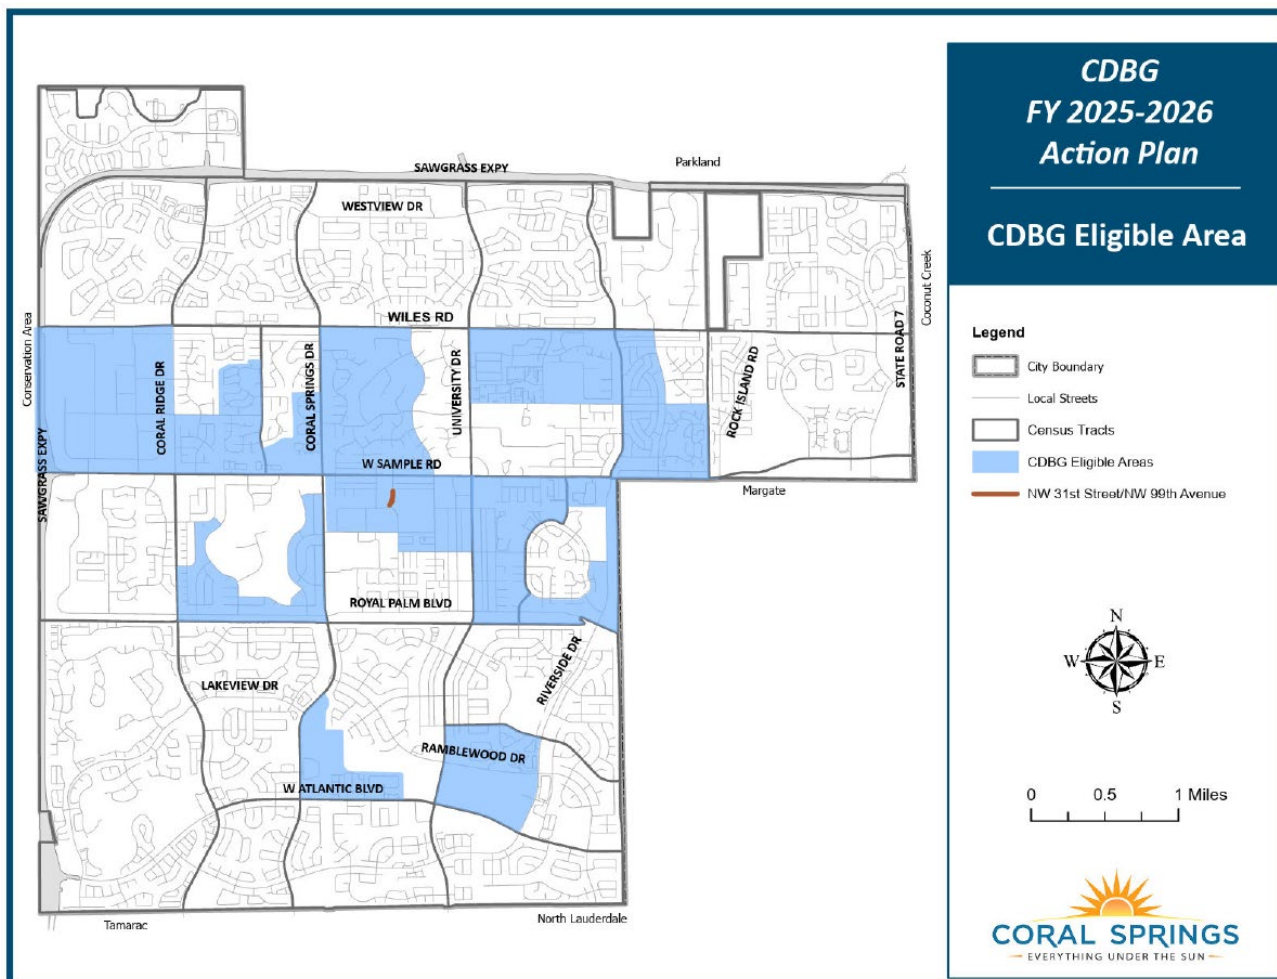 CDBG
FY 2025-2026
Action Plan
CDBG Eligible Area
Parkland
SAWGRASS EXPY
WESTVIEW DR
Coconut Creek
Conservation Area
WILES RD
STATE ROAD 7
CORAL RIDGE DR
CORAL SPRINGS DR
UNIVERSITY DR
ROCK ISLAND RD
W SAMPLE RD
SAWGRASS EXPY
Margate
ROYAL PALM BLVD
RIVERSIDE DR
LAKEVIEW DR
RAMBLEWOOD DR
W ATLANTIC BLVD
Tamarac
North Lauderdale
Legend
City Boundary
Local Streets
Census Tracts
CDBG Eligible Areas
NW 31st Street/NW 99th Avenue
N
W E
S
0 0.5 1 Miles
CORAL SPRINGS
EVERYTHING UNDER THE SUN